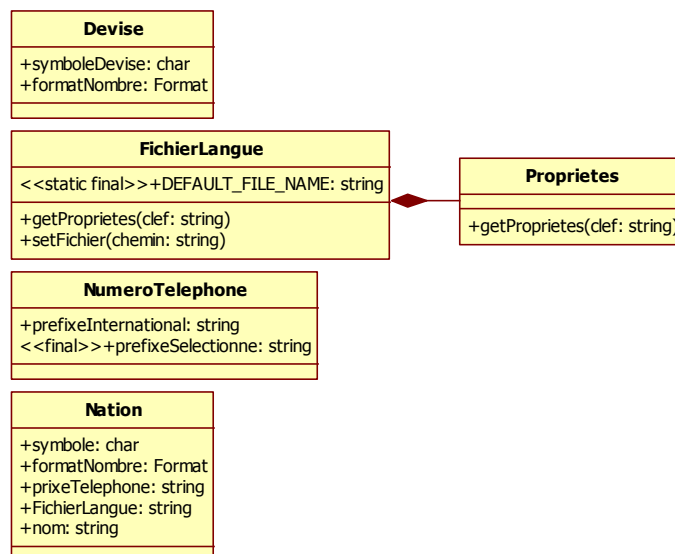 Devise
+symboleDevise: char
+formatNombre: Format
FichierLangue
<<static final>>+DEFAULT_FILE_NAME: string
+getProprietes(clef: string)
+setFichier(chemin: string)
Proprietes
+getProprietes(clef: string)
NumeroTelephone
+prefixeInternational: string
<<final>>+prefixeSelectionne: string
Nation
+symbole: char
+formatNombre: Format
+prixeTelephone: string
+FichierLangue: string
+nom: string